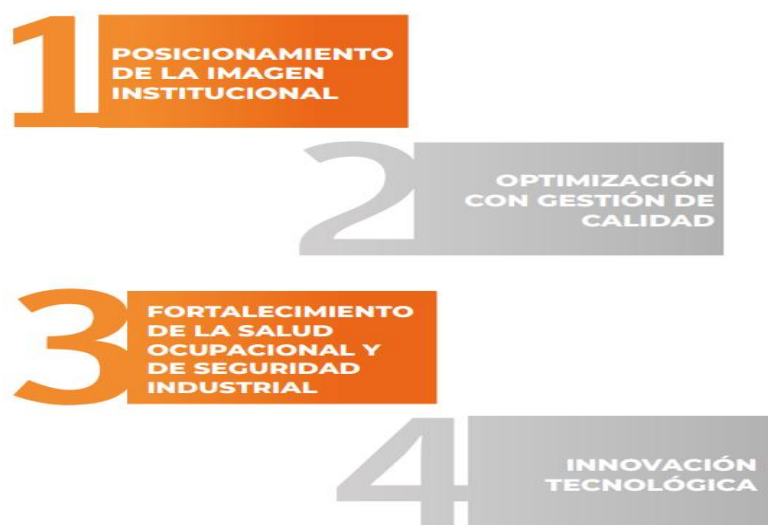 1
POSICIONAMIENTO
DE LA IMAGEN
INSTITUCIONAL
2
OPTIMIZACIÓN
CON GESTIÓN DE
CALIDAD
3
FORTALECIMIENTO
DE LA SALUD
OCUPACIONAL Y
DE SEGURIDAD
INDUSTRIAL
4
INNOVACIÓN
TECNOLÓGICA